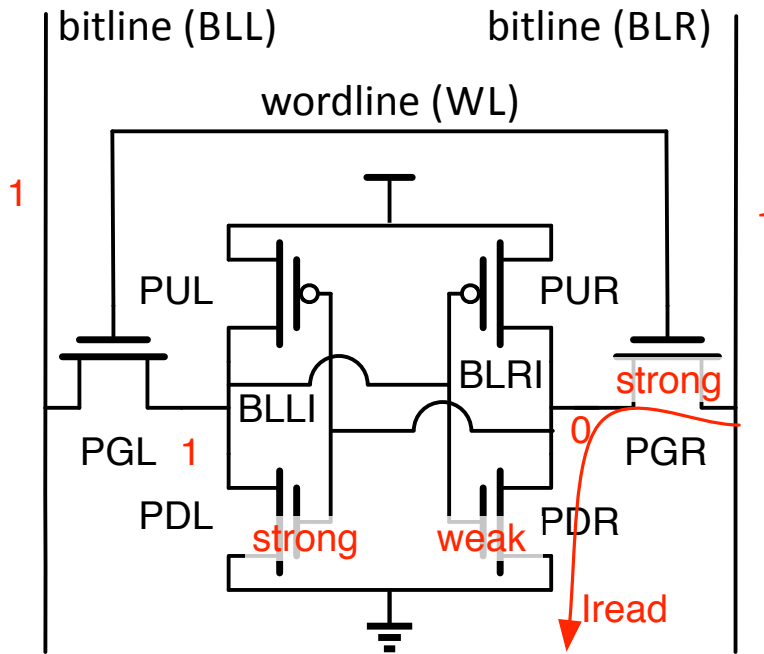 bitline (BLL)
bitline (BLR)
wordline (WL)
1
PUL
PUR
BLRI
strong
BLLI
PGL
1
0
PGR
PDL
PDR
strong
weak
Iread